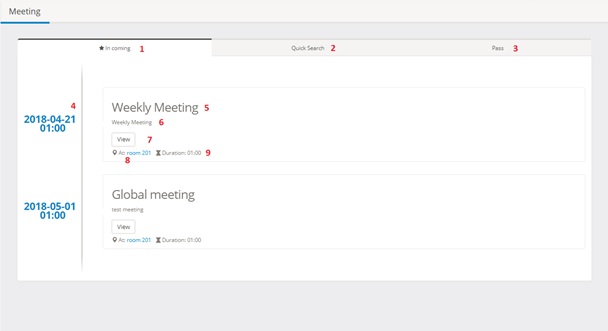 Meeting
In coming 1
Quick Search 2
Pass 3
4
2018-04-21
01:00
Weekly Meeting 5
Weekly Meeting 6
View 7
At: room 201 Duration: 01:00 9
8
2018-05-01
01:00
Global meeting
test meeting
View
At: room 201 Duration: 01:00